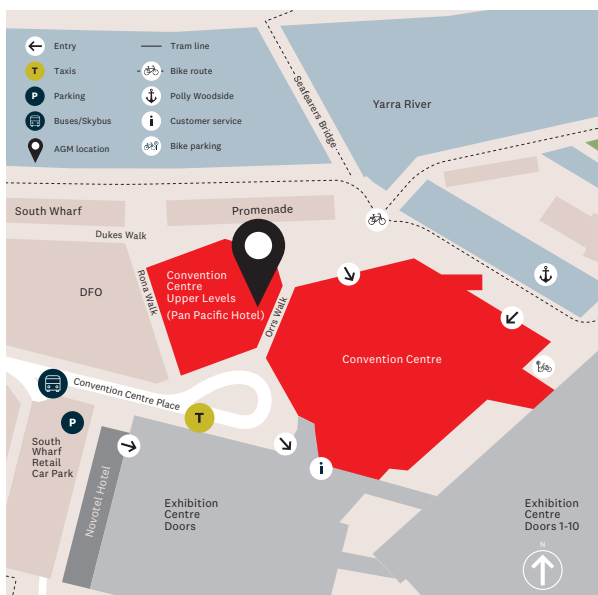 Entry
Tram line
T
Taxis
Bike route
P
Parking
Polly Woodside
Buses/Skybus
i
Customer service
AGM location
Bike parking
Seafarers Bridge
Yarra River
South Wharf
Promenade
Dukes Walk
DFO
Rona Walk
Convention
Centre
Upper Levels
(Pan Pacific Hotel)
Orrs Walk
Convention Centre
Convention Centre Place
T
P
South
Wharf
Retail
Car Park
Novotel Hotel
i
Exhibition
Centre
Doors
Exhibition
Centre
Doors 1-10
N